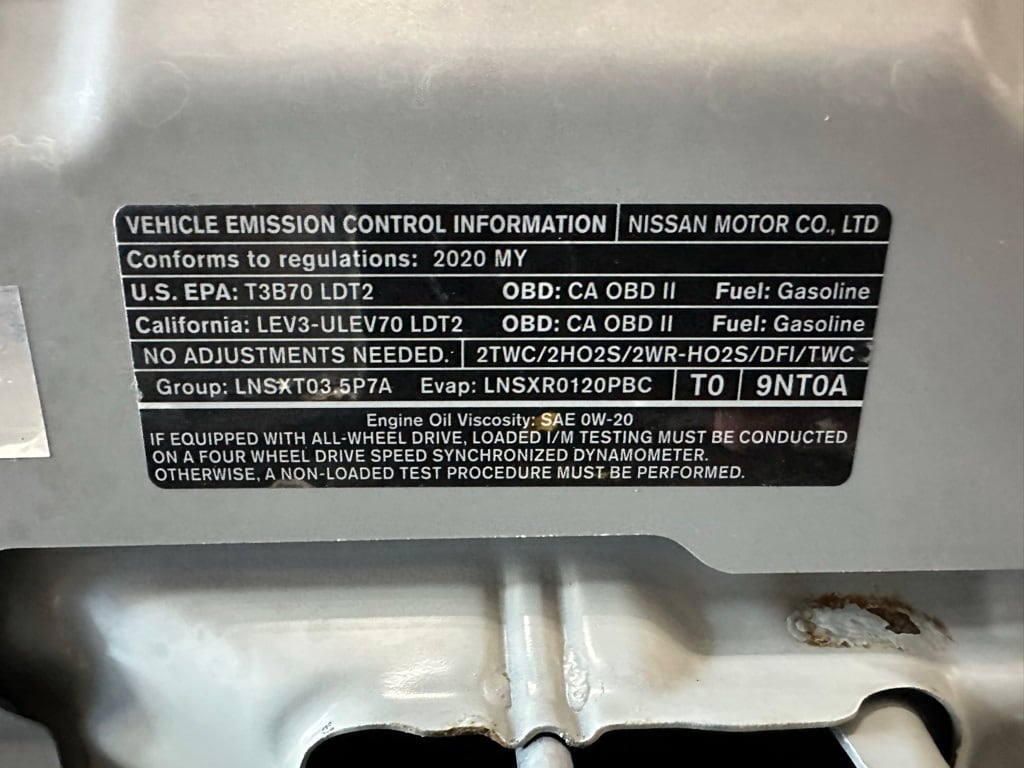 VEHICLE EMISSION CONTROL INFORMATION NISSAN MOTOR CO., LTD
Conforms to regulations: 2020 MY
U.S. EPA: T3B70 LDT2 OBD: CA OBD II Fuel: Gasoline
California: LEV3-ULEV70 LDT2 OBD: CA OBD II Fuel: Gasoline
NO ADJUSTMENTS NEEDED. 2TWC/2HO2S/2WR-HO2S/DFI/TWC
Group: LNSXT03.5P7A Evap: LNSXR0120PBC T0 9NT0A
Engine Oil Viscosity: SAE 0W-20
IF EQUIPPED WITH ALL-WHEEL DRIVE, LOADED I/M TESTING MUST BE CONDUCTED
ON A FOUR WHEEL DRIVE SPEED SYNCHRONIZED DYNAMOMETER.
OTHERWISE, A NON-LOADED TEST PROCEDURE MUST BE PERFORMED.